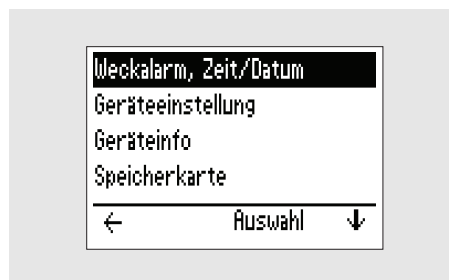 Weckalarm, Zeit/Datum
Geräteeinstellung
Geräteinfo
Speicherkarte
← Auswahl ↓